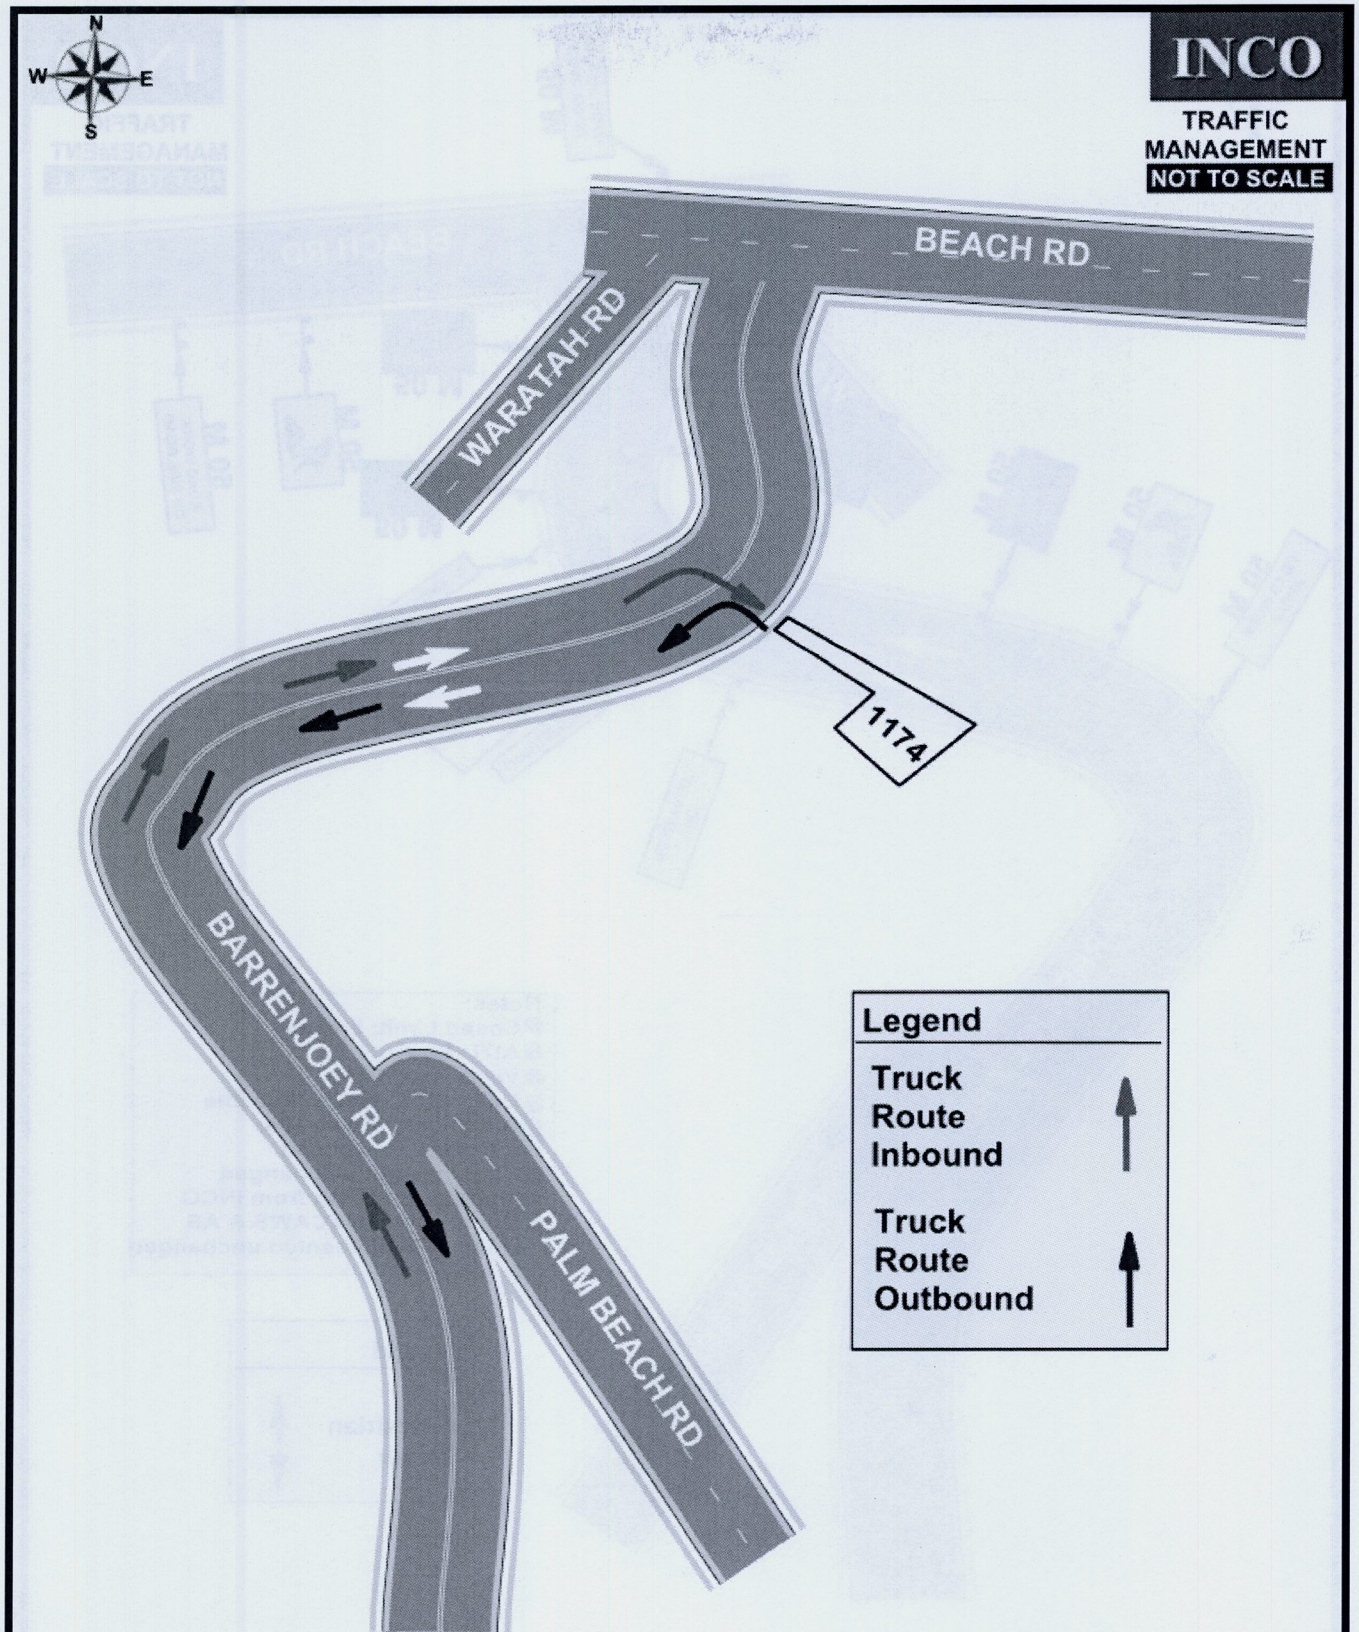 N
W E
S
INCO
TRAFFIC
MANAGEMENT
NOT TO SCALE
BEACH RD
WARATAH RD
1174
BARRENJOEY RD
PALM BEACH RD
Legend
Truck
Route
Inbound
Truck
Route
Outbound